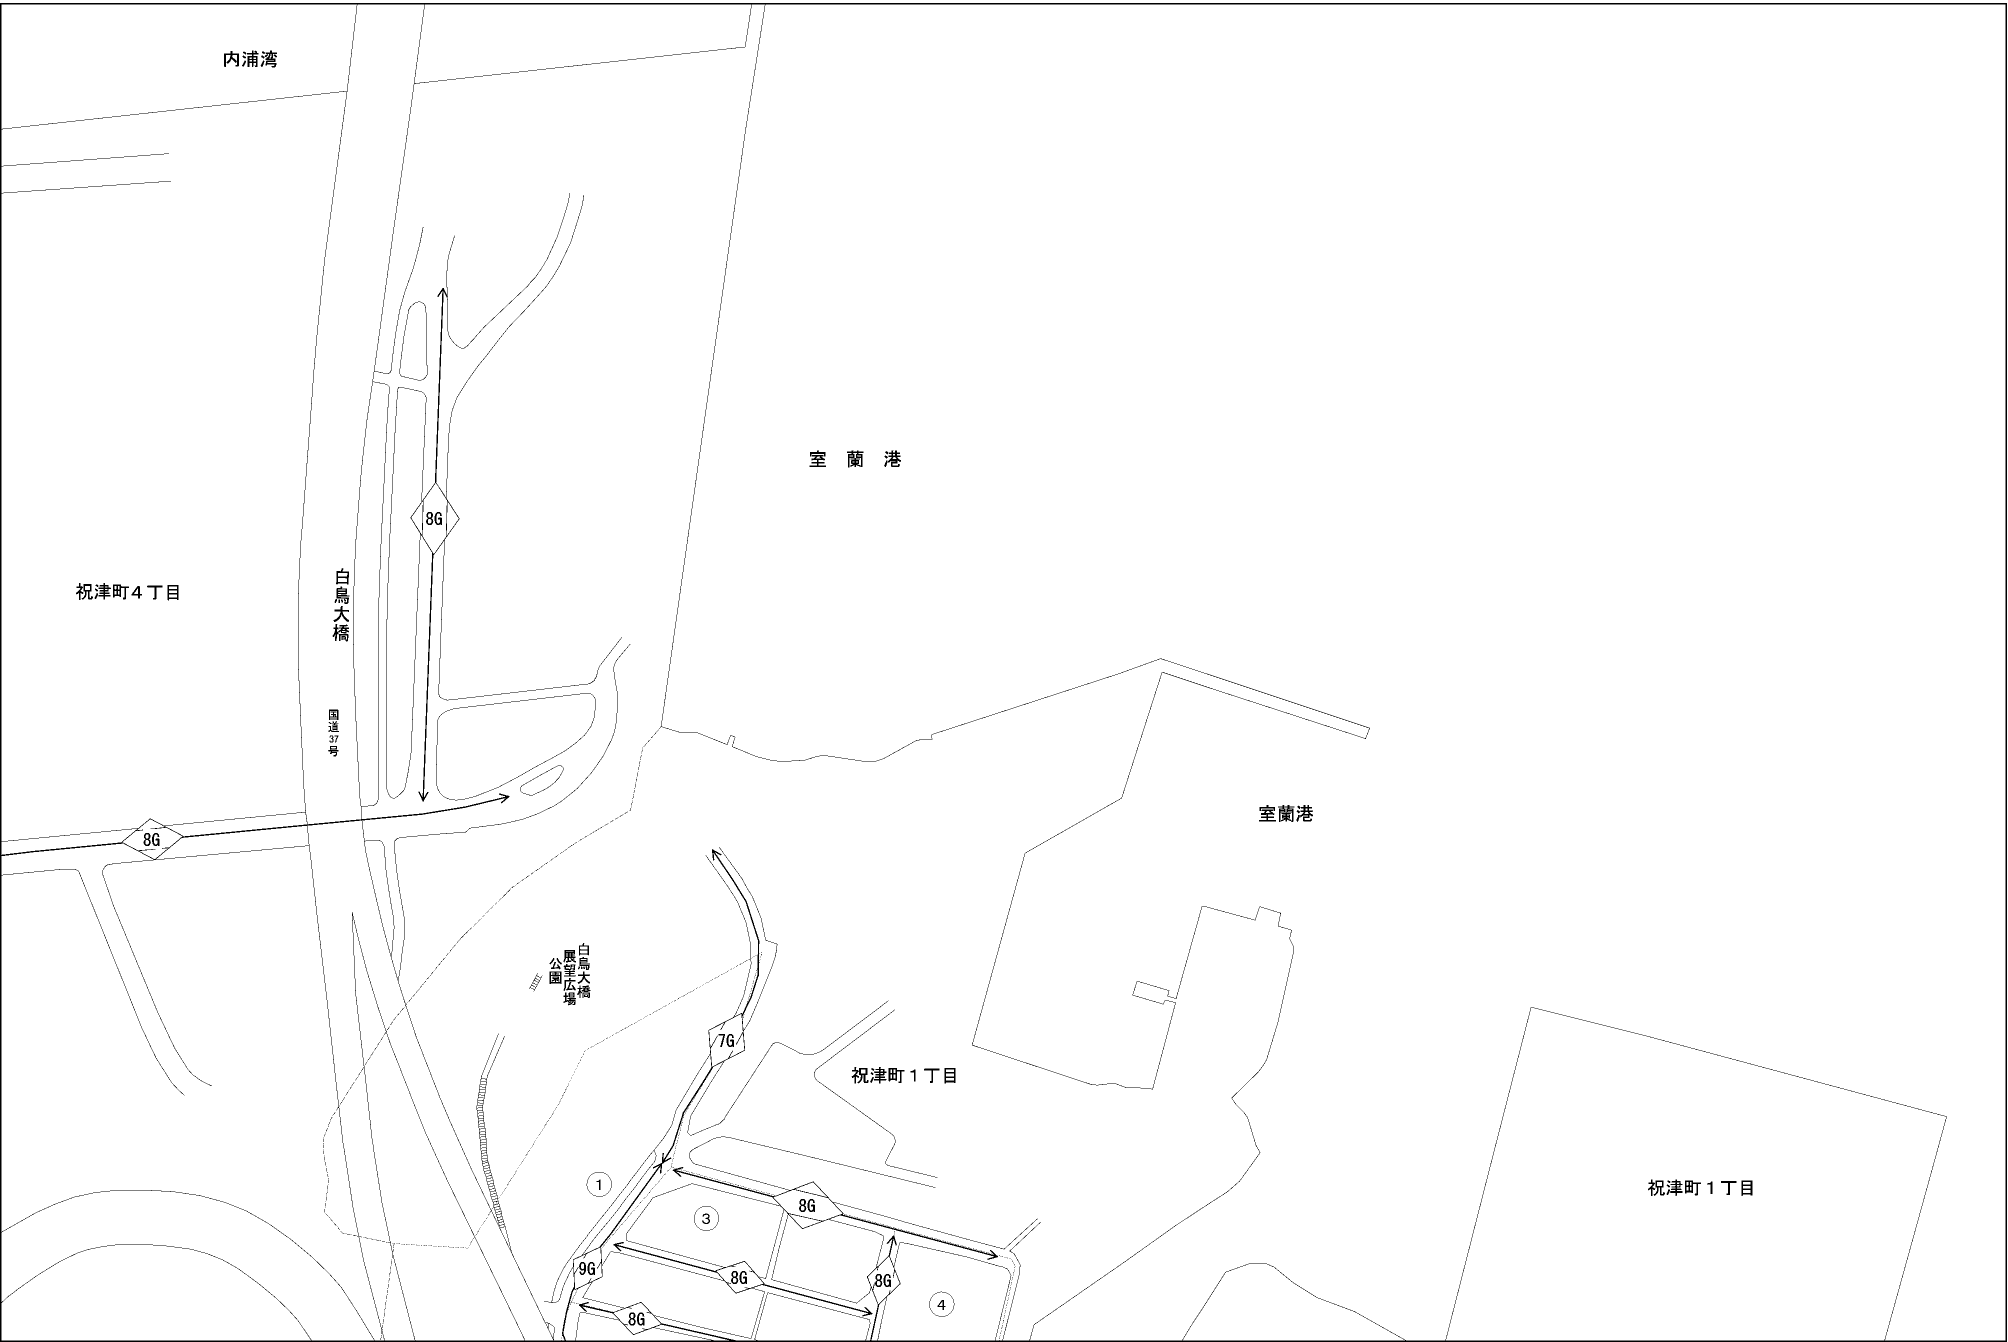 内浦湾
室　蘭　港
8G
祝津町４丁目
白鳥大橋
国道37号
室蘭港
8G
白鳥大橋
展望広場
公園
7G
祝津町１丁目
祝津町１丁目
①
8G
③
9G
8G
8G
④
8G